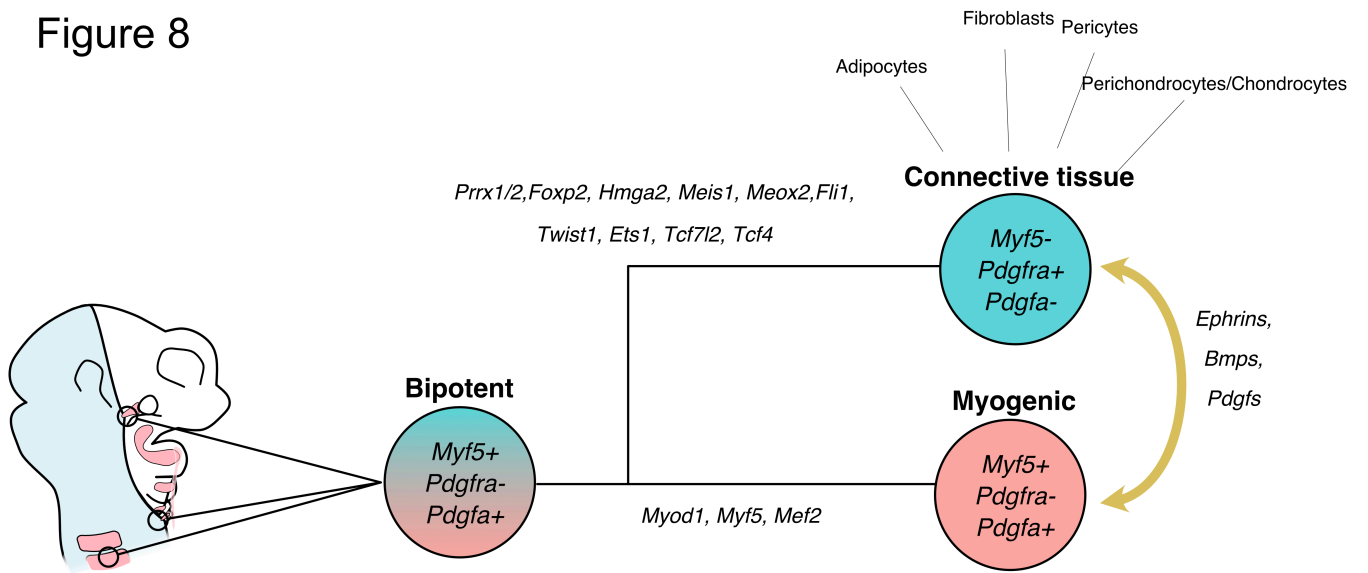 Figure 8
Fibroblasts
Pericytes
Adipocytes
Perichondrocytes/Chondrocytes
Connective tissue
Prrx1/2,Foxp2, Hmga2, Meis1, Meox2,Fli1,
Twist1, Ets1, Tcf7l2, Tcf4
Myf5-
Pdgfra+
Pdgfa-
Ephrins,
Bmps,
Pdgfs
Bipotent
Myf5+
Pdgfra-
Pdgfa+
Myod1, Myf5, Mef2
Myogenic
Myf5+
Pdgfra-
Pdgfa+